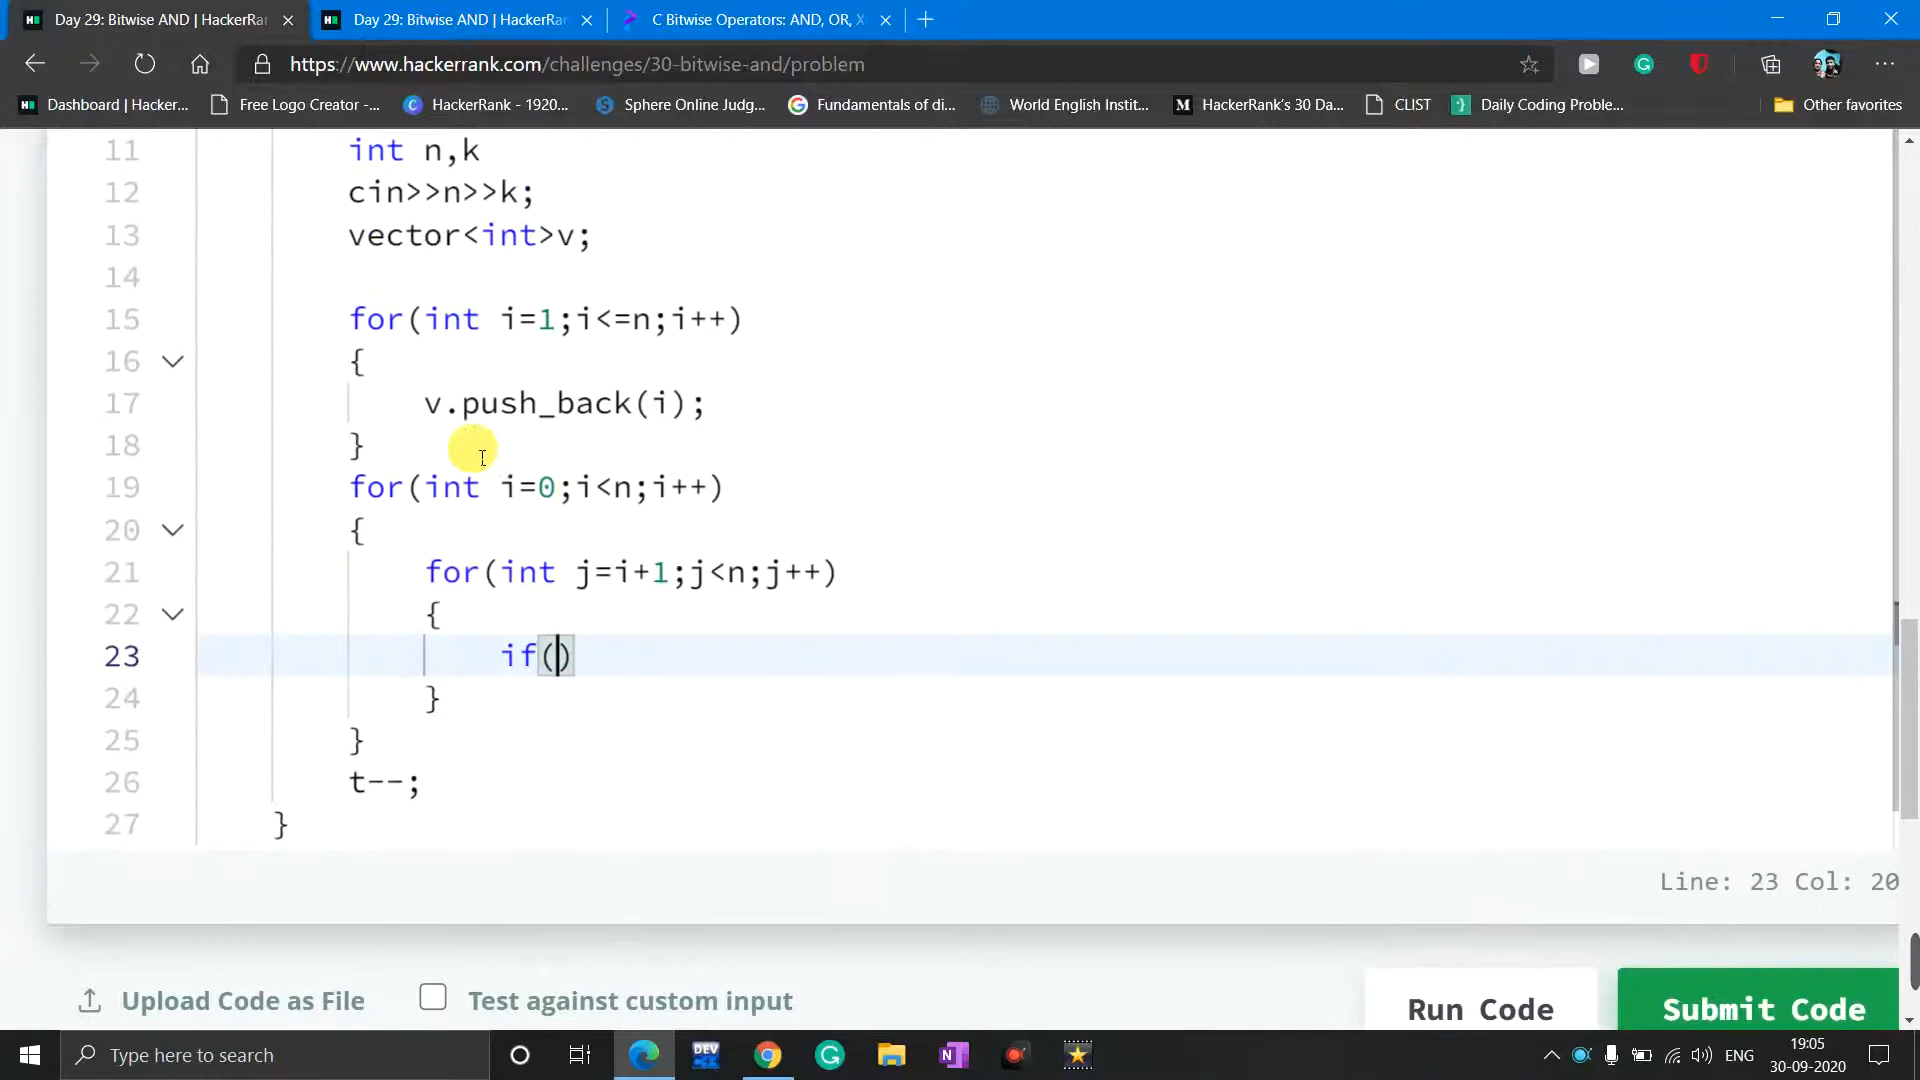 Day 29: Bitwise AND | HackerRa
Day 29: Bitwise AND | HackerRa
C Bitwise Operators: AND, OR, X
https://www.hackerrank.com/challenges/30-bitwise-and/problem
Dashboard | Hacker...
Free Logo Creator -...
HackerRank - 1920...
Sphere Online Judg...
Fundamentals of di...
World English Instit...
HackerRank's 30 Da...
CLIST
Daily Coding Proble...
Other favorites
11 int n,k
12 cin>>n>>k;
13 vector<int>v;
14
15 for(int i=1;i<=n;i++)
16 {
17 v.push_back(i);
18 }
19 for(int i=0;i<n;i++)
20 {
21 for(int j=i+1;j<n;j++)
22 {
23 if()
24 }
25 }
26 t--;
27 }
Line: 23 Col: 20
Upload Code as File
Test against custom input
Run Code
Submit Code
Type here to search
DEV
N
ENG
19:05
30-09-2020